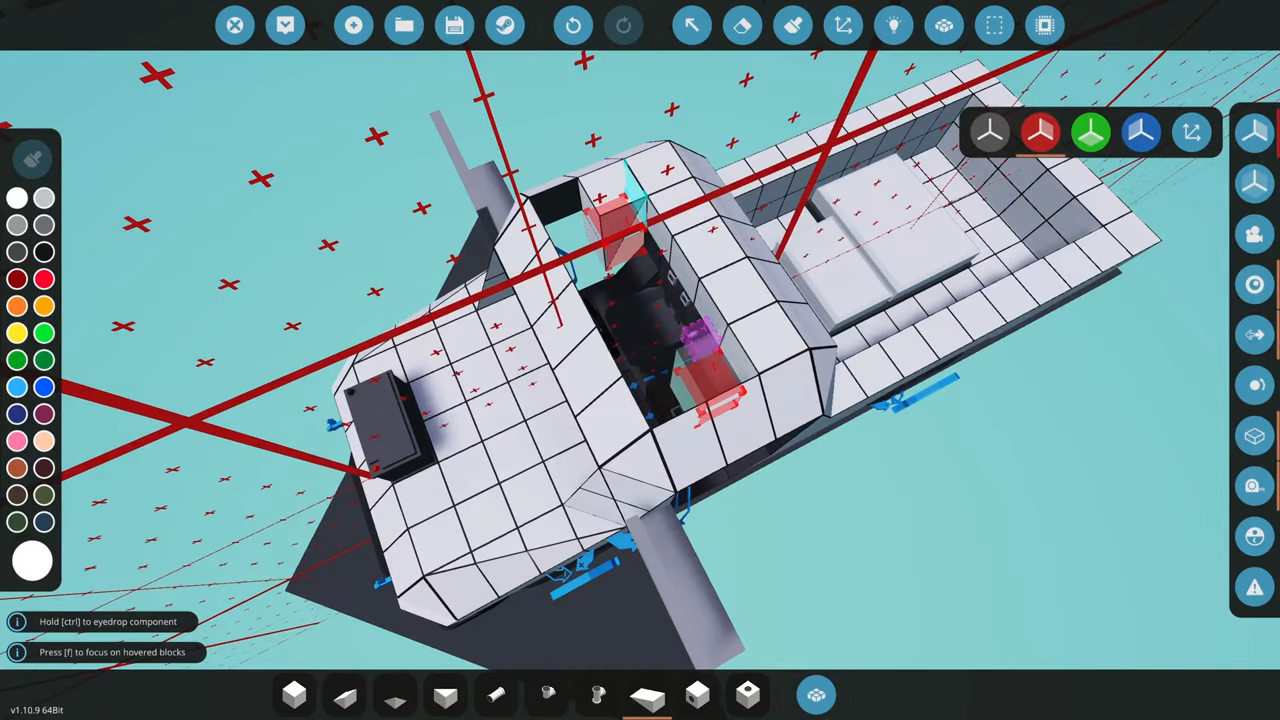 Hold [ctrl] to eyedrop component
Press [f] to focus on hovered blocks
v1.10.9 64Bit